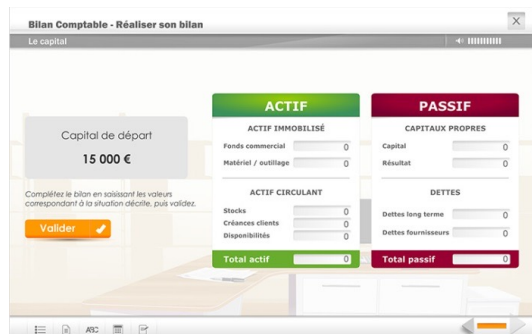 Bilan Comptable - Réaliser son bilan
Le capital
Capital de départ
15 000 €
Complétez le bilan en saisissant les valeurs
correspondant à la situation décrite, puis validez.
Valider
ACTIF
ACTIF IMMOBILISÉ
Fonds commercial 0
Matériel / outillage 0
ACTIF CIRCULANT
Stocks 0
Créances clients 0
Disponibilités 0
Total actif 0
PASSIF
CAPITAUX PROPRES
Capital 0
Résultat 0
DETTES
Dettes long terme 0
Dettes fournisseurs 0
Total passif 0
ABC